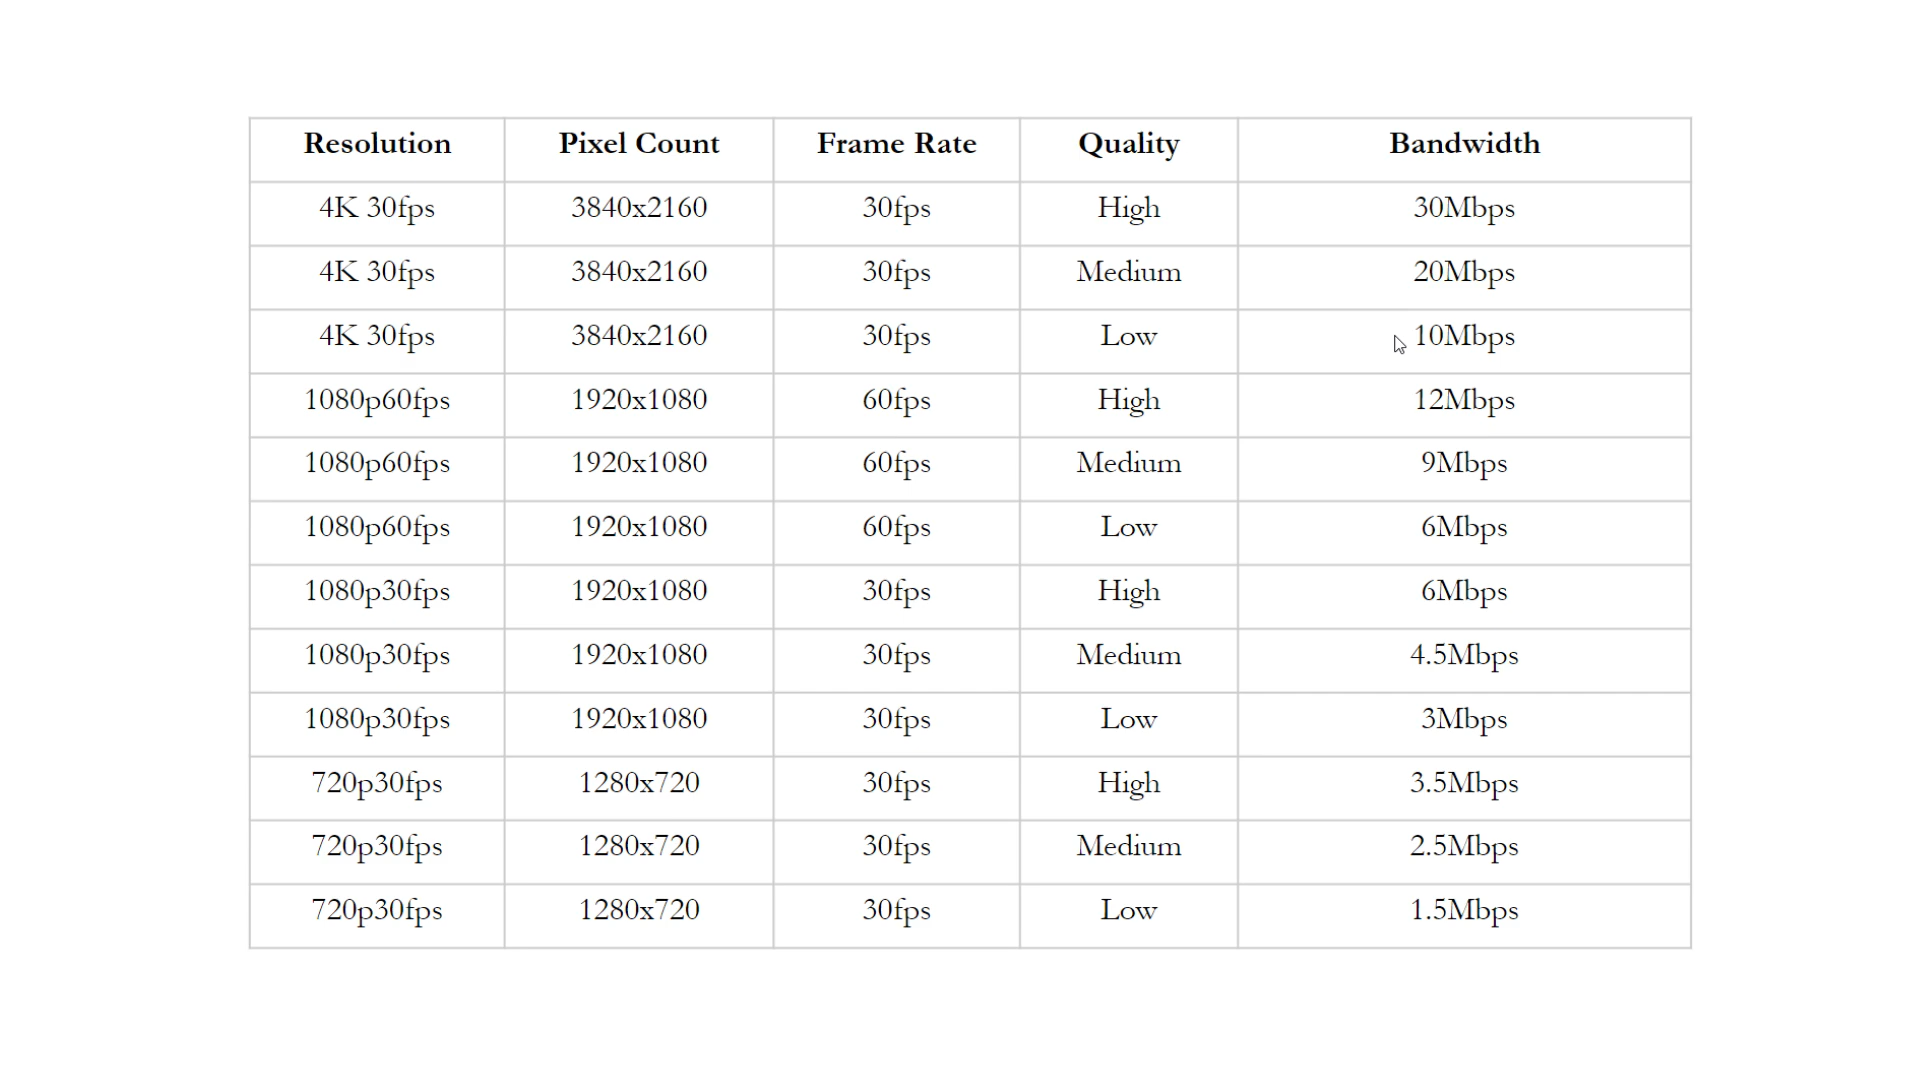 Resolution Pixel Count Frame Rate Quality Bandwidth
4K 30fps 3840x2160 30fps High 30Mbps
4K 30fps 3840x2160 30fps Medium 20Mbps
4K 30fps 3840x2160 30fps Low 10Mbps
1080p60fps 1920x1080 60fps High 12Mbps
1080p60fps 1920x1080 60fps Medium 9Mbps
1080p60fps 1920x1080 60fps Low 6Mbps
1080p30fps 1920x1080 30fps High 6Mbps
1080p30fps 1920x1080 30fps Medium 4.5Mbps
1080p30fps 1920x1080 30fps Low 3Mbps
720p30fps 1280x720 30fps High 3.5Mbps
720p30fps 1280x720 30fps Medium 2.5Mbps
720p30fps 1280x720 30fps Low 1.5Mbps